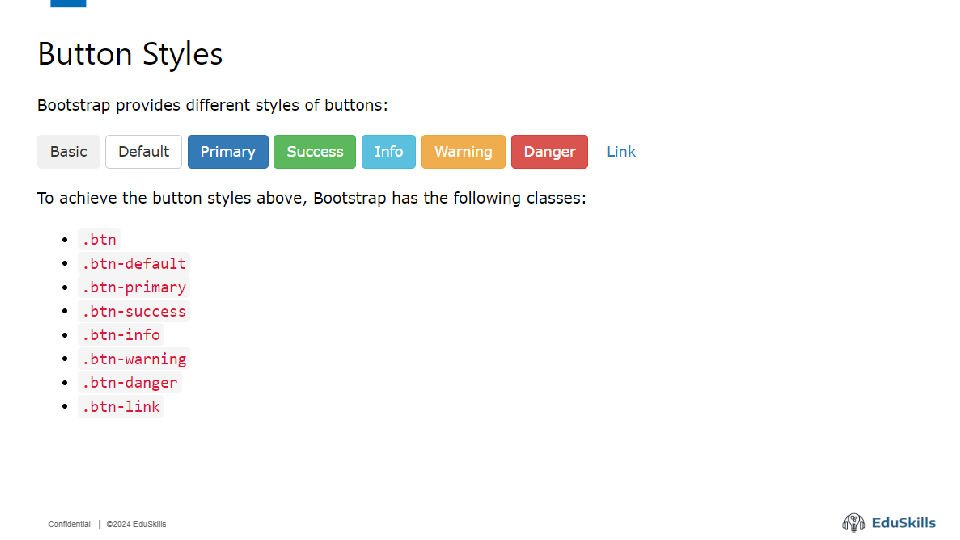 Button Styles
Bootstrap provides different styles of buttons:
Basic Default Primary Success Info Warning Danger Link
To achieve the button styles above, Bootstrap has the following classes:
• .btn
• .btn-default
• .btn-primary
• .btn-success
• .btn-info
• .btn-warning
• .btn-danger
• .btn-link
Confidential | ©2024 EduSkills
EduSkills